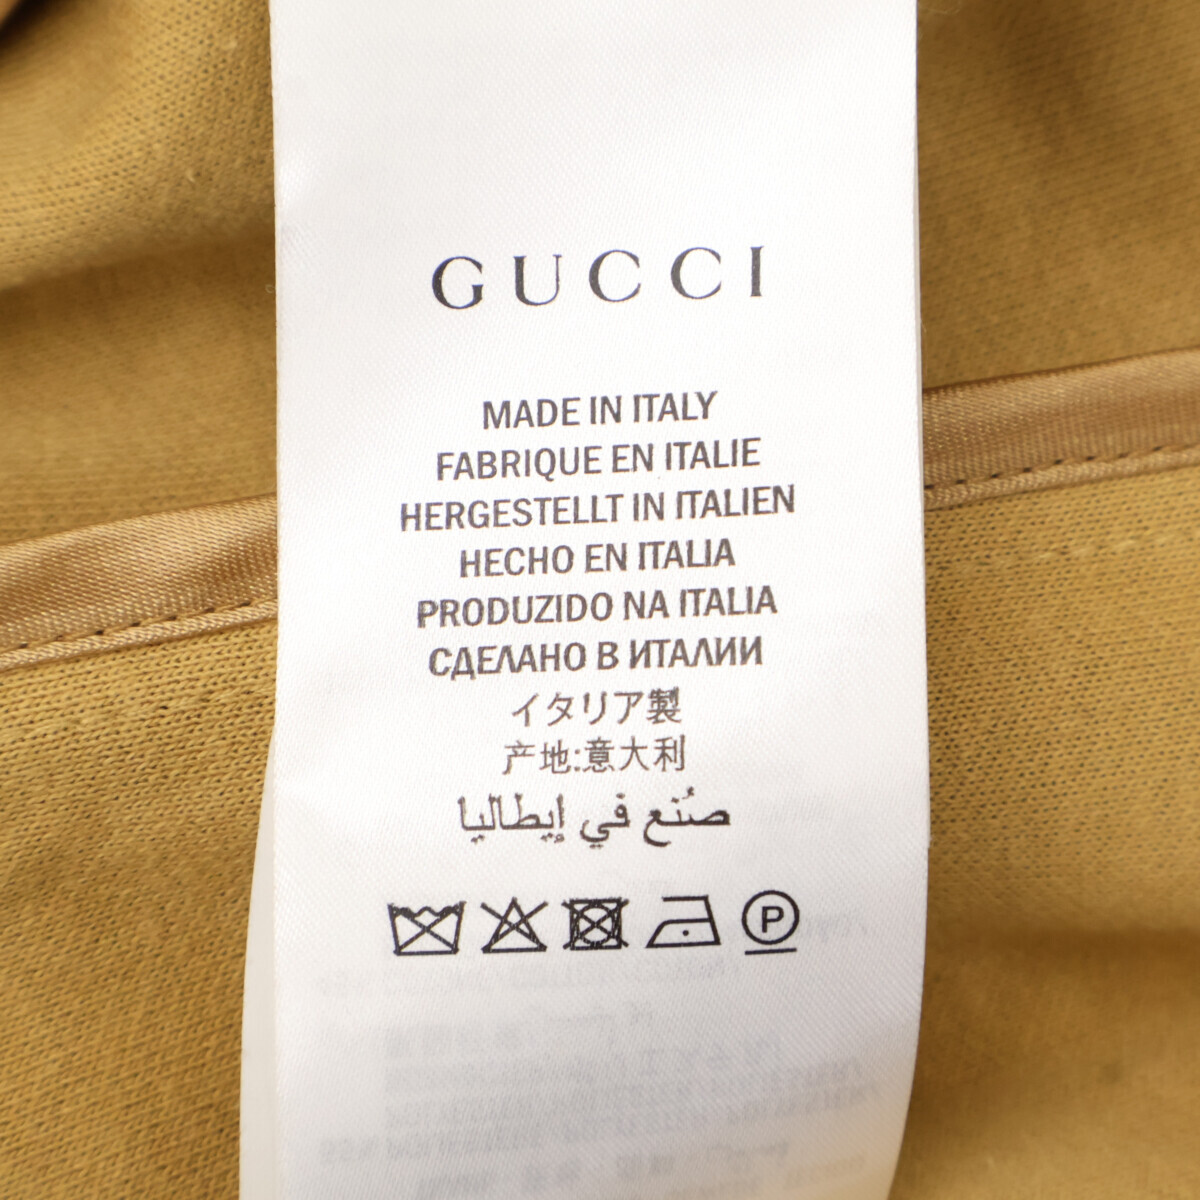 GUCCI
MADE IN ITALY
FABRIQUE EN ITALIE
HERGESTELLT IN ITALIEN
HECHO EN ITALIA
PRODUZIDO NA ITALIA
СДЕЛАНО В ИТАЛИИ
イタリア製
产地:意大利
صُنع في إيطاليا
P